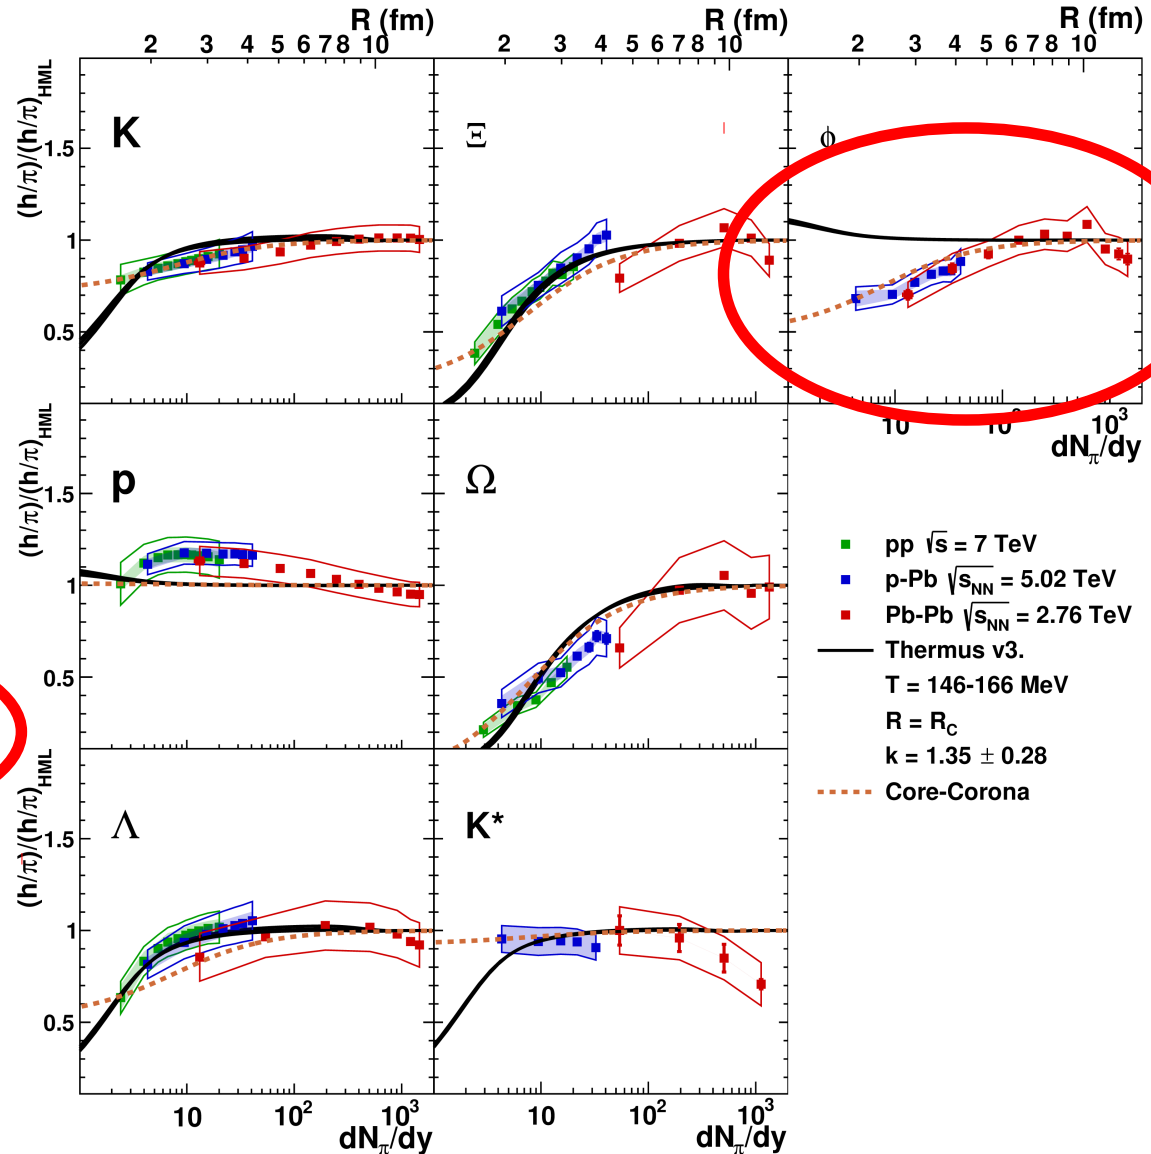 R (fm) R (fm) R (fm)
2 3 4 5 6 7 8 10 2 3 4 5 6 7 8 10 2 3 4 5 6 7 8 10
(h/π)/(h/π)HML
K Ξ ϕ
1.5
1
0.5
10 10² 10³
dNπ/dy
(h/π)/(h/π)HML
p Ω
1.5
1
0.5
pp √s = 7 TeV
p-Pb √sNN = 5.02 TeV
Pb-Pb √sNN = 2.76 TeV
Thermus v3.
T = 146-166 MeV
R = RC
k = 1.35 ± 0.28
Core-Corona
(h/π)/(h/π)HML
Λ K*
1.5
1
0.5
10 10² 10³ 10 10² 10³
dNπ/dy dNπ/dy